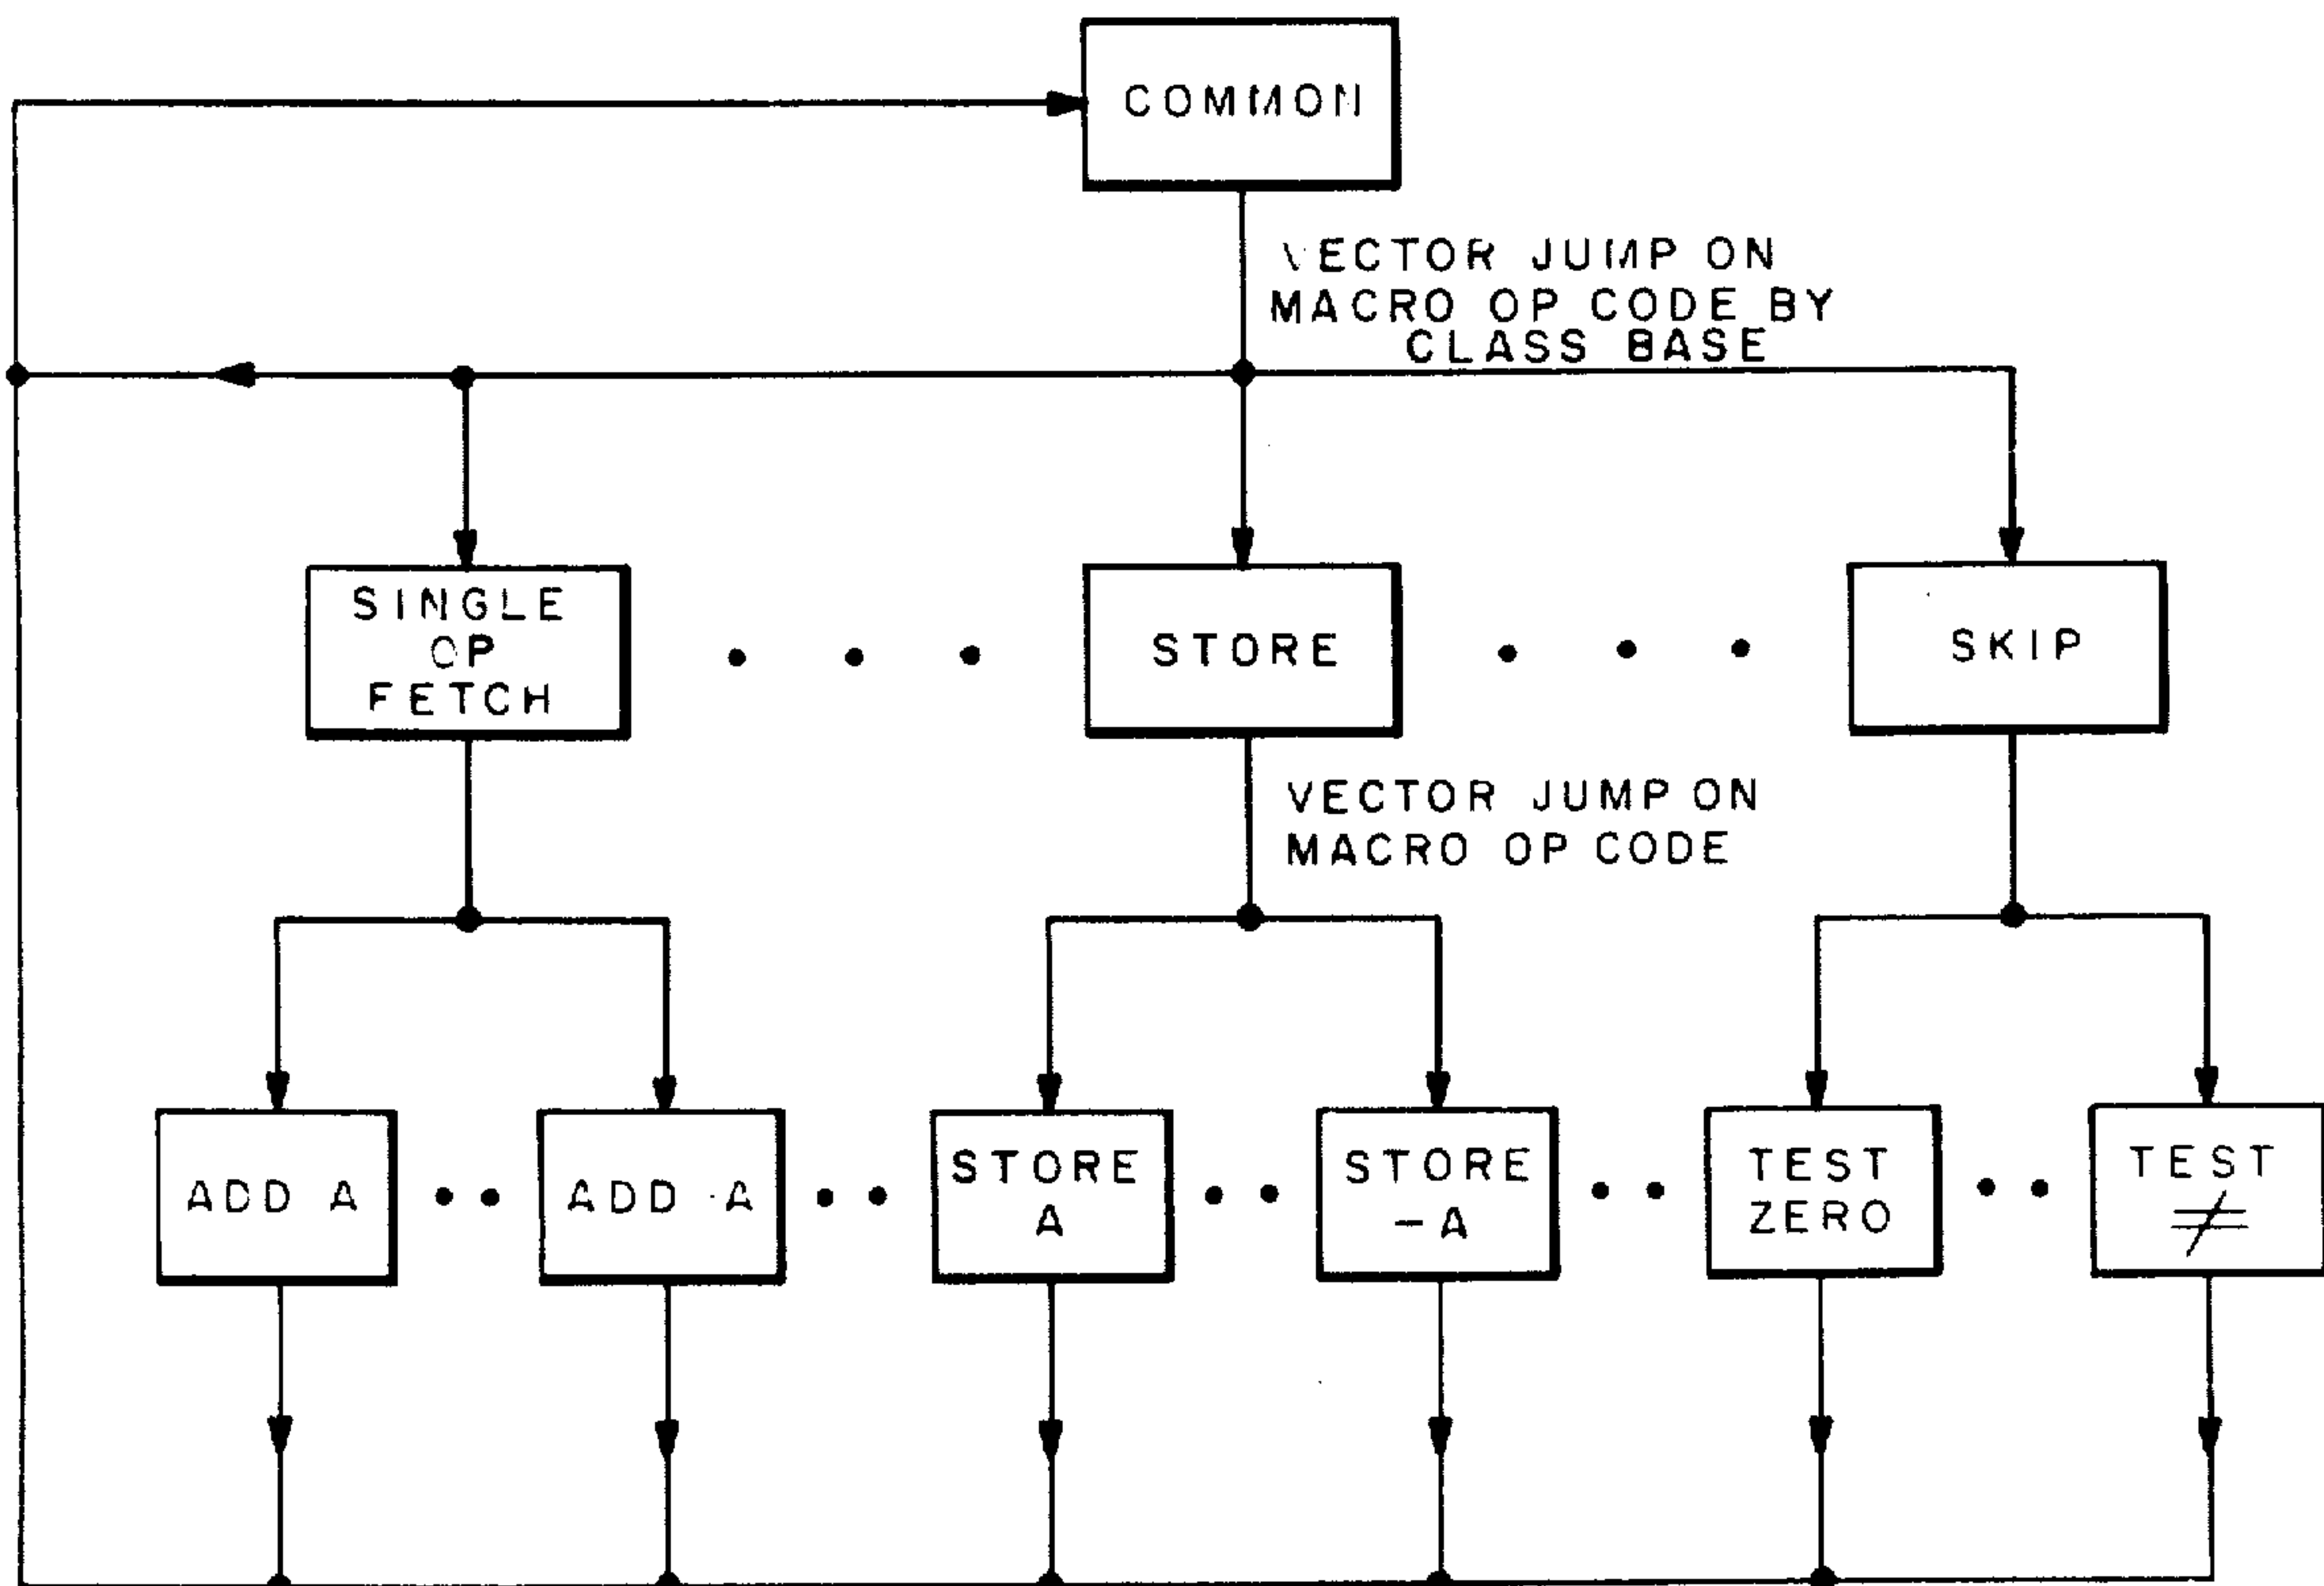 COMMON
VECTOR JUMP ON
MACRO OP CODE BY
CLASS BASE
SINGLE
OP
FETCH
STORE
SKIP
VECTOR JUMP ON
MACRO OP CODE
ADD A
ADD -A
STORE
A
STORE
-A
TEST
ZERO
TEST
≠